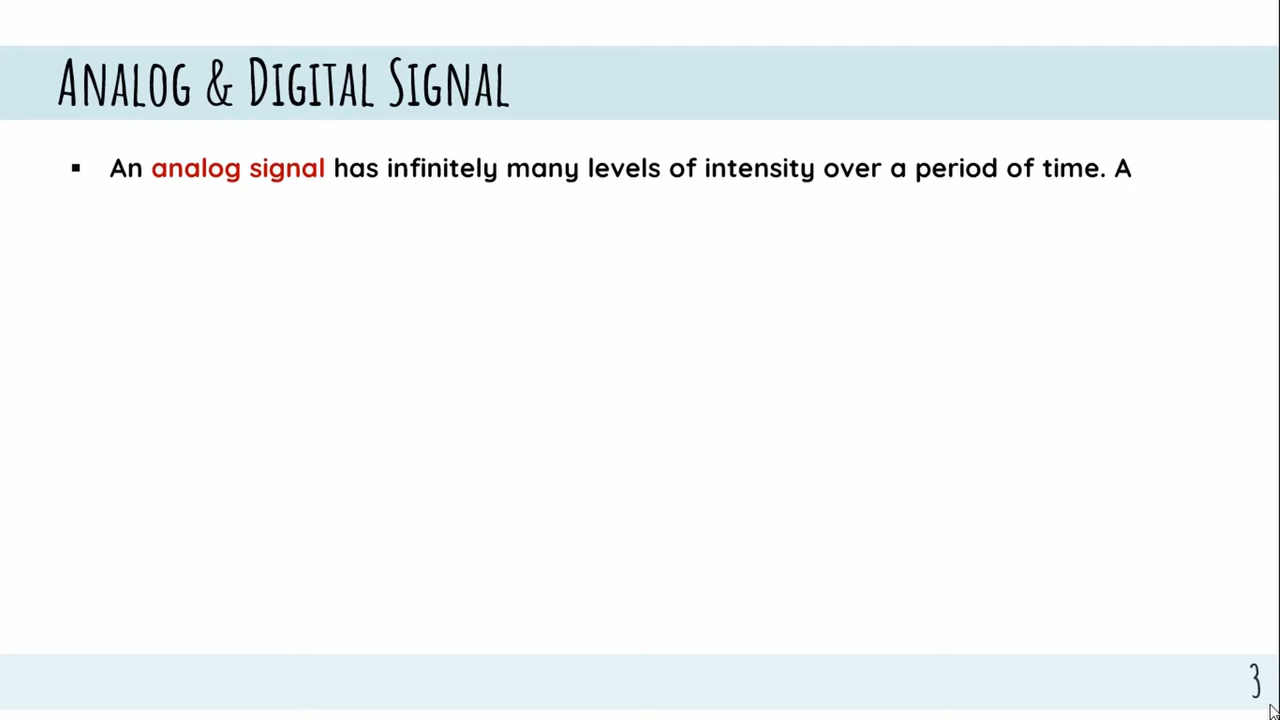 ANALOG & DIGITAL SIGNAL
▪ An analog signal has infinitely many levels of intensity over a period of time. A
3